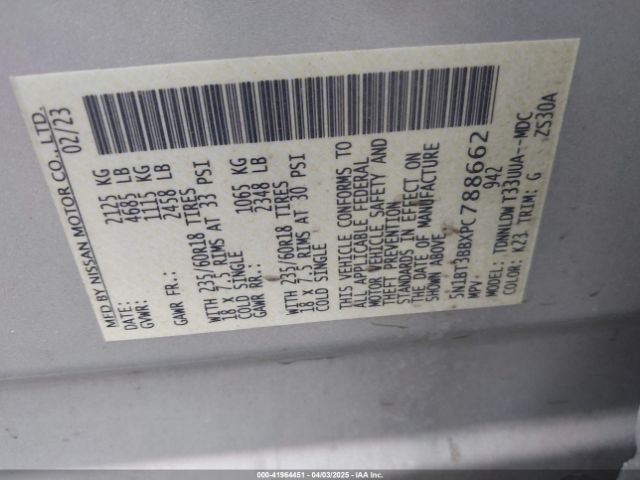 MFD.BY NISSAN MOTOR CO., LTD.
DATE: 02/23
GVWR: 2125 KG
4685 LB
GAWR FR.: 1115 KG
2458 LB
WITH 235/60R18 TIRES
18 X 7.5 RIMS AT 33 PSI
COLD SINGLE
GAWR RR.: 1065 KG
2348 LB
WITH 235/60R18 TIRES
18 X 7.5 RIMS AT 30 PSI
COLD SINGLE
THIS VEHICLE CONFORMS TO
ALL APPLICABLE FEDERAL
MOTOR VEHICLE SAFETY AND
THEFT PREVENTION
STANDARDS IN EFFECT ON
THE DATE OF MANUFACTURE
SHOWN ABOVE.
5N1BT3BBXPC788662
MPV 942
MODEL: TDNNLDW T33UUA--MDC
COLOR: K23 TRIM: G ZS30A
000-41964451 - 04/03/2025 - IAA Inc.